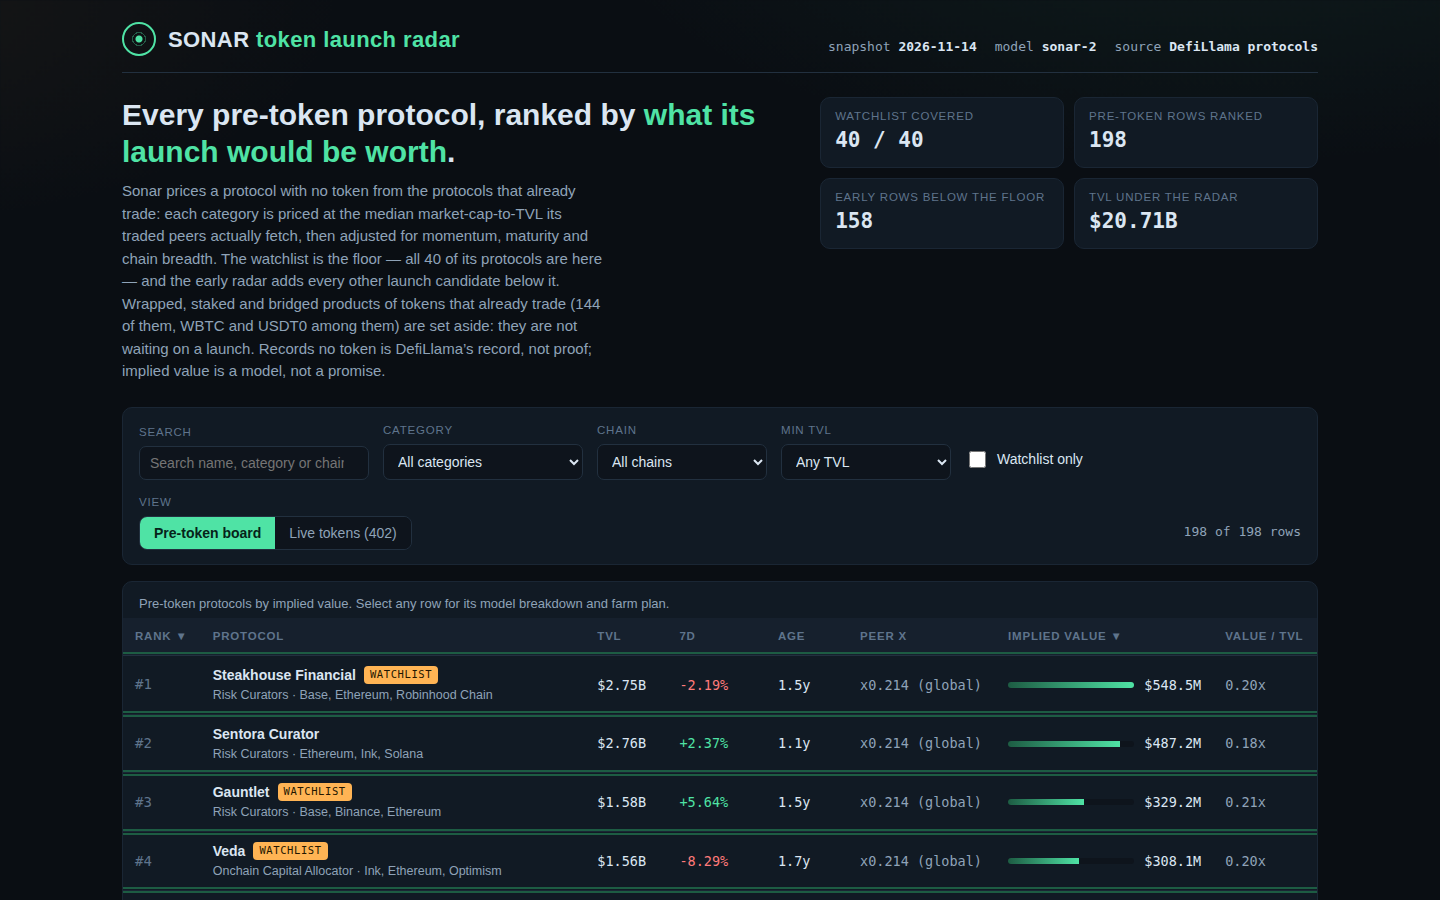 SONAR token launch radar
snapshot 2026-11-14 model sonar-2 source DefiLlama protocols
Every pre-token protocol, ranked by what its
launch would be worth.
Sonar prices a protocol with no token from the protocols that already
trade: each category is priced at the median market-cap-to-TVL its
traded peers actually fetch, then adjusted for momentum, maturity and
chain breadth. The watchlist is the floor — all 40 of its protocols are here
— and the early radar adds every other launch candidate below it.
Wrapped, staked and bridged products of tokens that already trade (144
of them, WBTC and USDT0 among them) are set aside: they are not
waiting on a launch. Records no token is DefiLlama’s record, not proof;
implied value is a model, not a promise.
WATCHLIST COVERED
40 / 40
PRE-TOKEN ROWS RANKED
198
EARLY ROWS BELOW THE FLOOR
158
TVL UNDER THE RADAR
$20.71B
SEARCH
Search name, category or chain
CATEGORY
All categories
CHAIN
All chains
MIN TVL
Any TVL
Watchlist only
VIEW
Pre-token board Live tokens (402)
198 of 198 rows
Pre-token protocols by implied value. Select any row for its model breakdown and farm plan.
RANK ▼ PROTOCOL TVL 7D AGE PEER X IMPLIED VALUE ▼ VALUE / TVL
#1 Steakhouse Financial WATCHLIST $2.75B -2.19% 1.5y x0.214 (global) $548.5M 0.20x
Risk Curators · Base, Ethereum, Robinhood Chain
#2 Sentora Curator $2.76B +2.37% 1.1y x0.214 (global) $487.2M 0.18x
Risk Curators · Ethereum, Ink, Solana
#3 Gauntlet WATCHLIST $1.58B +5.64% 1.5y x0.214 (global) $329.2M 0.21x
Risk Curators · Base, Binance, Ethereum
#4 Veda WATCHLIST $1.56B -8.29% 1.7y x0.214 (global) $308.1M 0.20x
Onchain Capital Allocator · Ink, Ethereum, Optimism